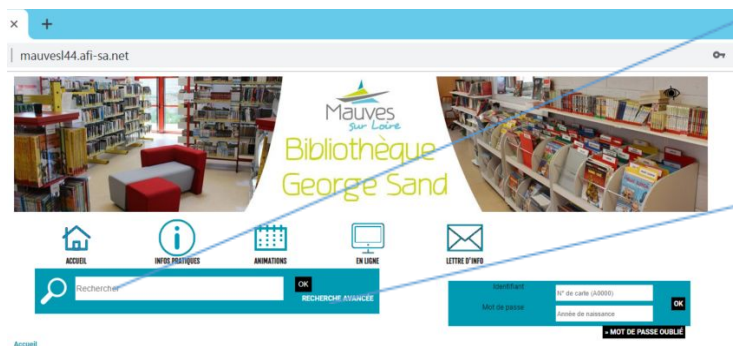 × +
mauvesl44.afi-sa.net
Mauves
sur Loire
Bibliothèque
George Sand
ACCUEIL INFOS PRATIQUES ANIMATIONS EN LIGNE LETTRE D'INFO
Rechercher OK
RECHERCHE AVANCÉE
Identifiant N° de carte (A0000)
Mot de passe Année de naissance OK
» MOT DE PASSE OUBLIÉ
Accueil